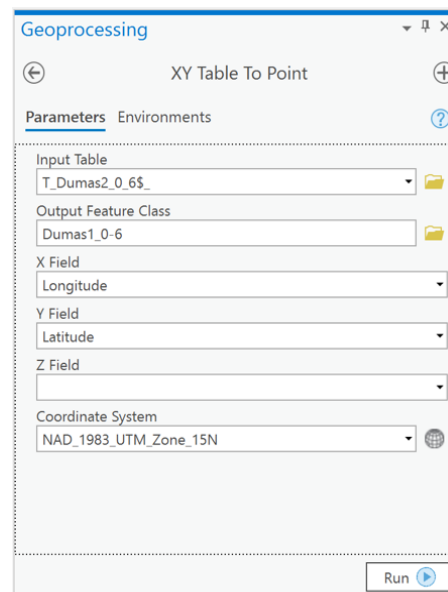 Geoprocessing
XY Table To Point
Parameters Environments
Input Table
T_Dumas2_0_6$_
Output Feature Class
Dumas1_0-6
X Field
Longitude
Y Field
Latitude
Z Field
Coordinate System
NAD_1983_UTM_Zone_15N
Run